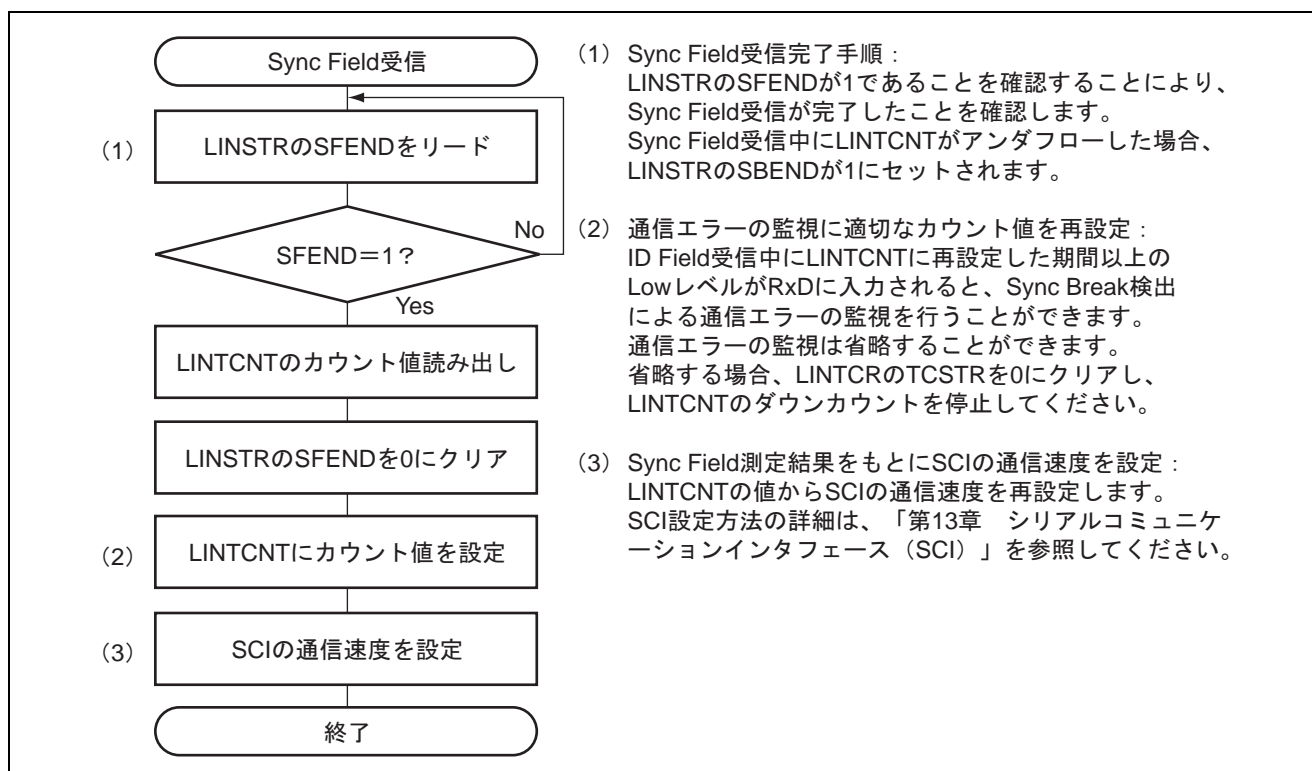 Sync Field受信
(1)
LINSTRのSFENDをリード
SFEND＝1？
No
Yes
LINTCNTのカウント値読み出し
LINSTRのSFENDを0にクリア
(2)
LINTCNTにカウント値を設定
(3)
SCIの通信速度を設定
終了
(1) Sync Field受信完了手順：
LINSTRのSFENDが1であることを確認することにより、
Sync Field受信が完了したことを確認します。
Sync Field受信中にLINTCNTがアンダフローした場合、
LINSTRのSBENDが1にセットされます。
(2) 通信エラーの監視に適切なカウント値を再設定：
ID Field受信中にLINTCNTに再設定した期間以上の
LowレベルがRxDに入力されると、Sync Break検出
による通信エラーの監視を行うことができます。
通信エラーの監視は省略することができます。
省略する場合、LINTCRのTCSTRを0にクリアし、
LINTCNTのダウンカウントを停止してください。
(3) Sync Field測定結果をもとにSCIの通信速度を設定：
LINTCNTの値からSCIの通信速度を再設定します。
SCI設定方法の詳細は、「第13章　シリアルコミュニケ
ーションインタフェース（SCI）」を参照してください。